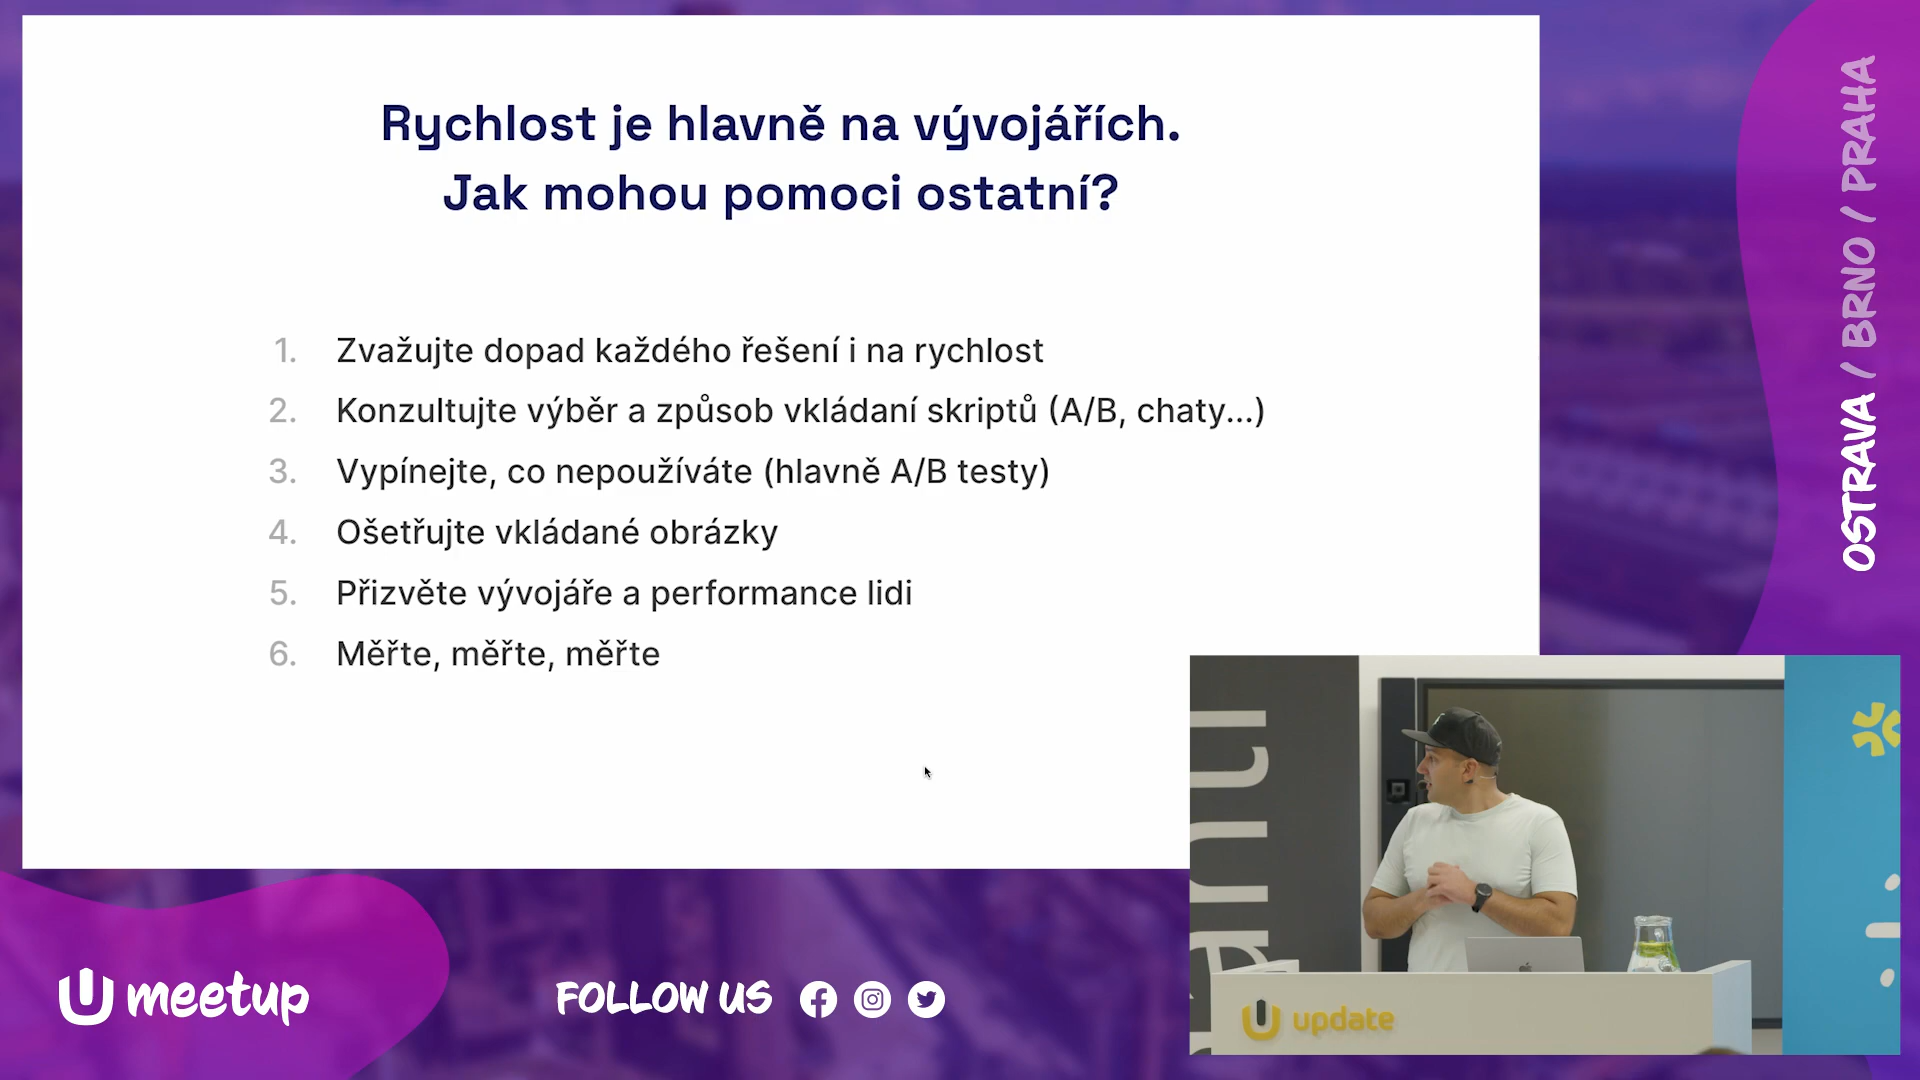 Rychlost je hlavně na vývojářích.
Jak mohou pomoci ostatní?
1. Zvažujte dopad každého řešení i na rychlost
2. Konzultujte výběr a způsob vkládaní skriptů (A/B, chaty...)
3. Vypínejte, co nepoužíváte (hlavně A/B testy)
4. Ošetřujte vkládané obrázky
5. Přizvěte vývojáře a performance lidi
6. Měřte, měřte, měřte
OSTRAVA / BRNO / PRAHA
meetup
FOLLOW US
update